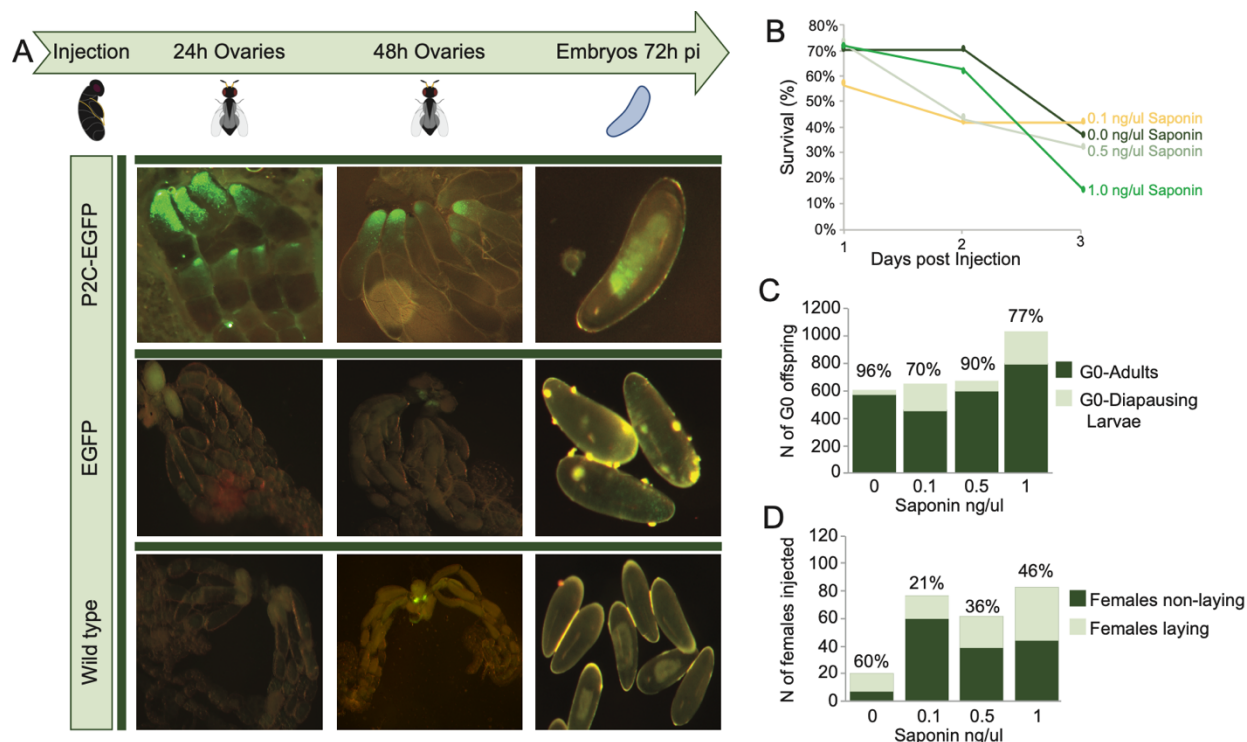 A
Injection
24h Ovaries
48h Ovaries
Embryos 72h pi
P2C-EGFP
EGFP
Wild type
B
80%
70%
60%
50%
40%
30%
20%
10%
0%
Survival (%)
1
2
3
Days post Injection
0.1 ng/ul Saponin
0.0 ng/ul Saponin
0.5 ng/ul Saponin
1.0 ng/ul Saponin
C
N of G0 offspring
1200
1000
800
600
400
200
0
96%
70%
90%
77%
0
0.1
0.5
1
Saponin ng/ul
G0-Adults
G0-Diapausing
Larvae
D
N of females injected
120
100
80
60
40
20
0
60%
21%
36%
46%
0
0.1
0.5
1
Saponin ng/ul
Females non-laying
Females laying